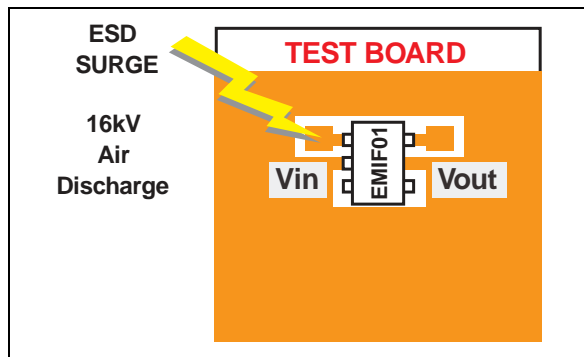 ESD
SURGE
16kV
Air
Discharge
TEST BOARD
EMIF01
Vin
Vout